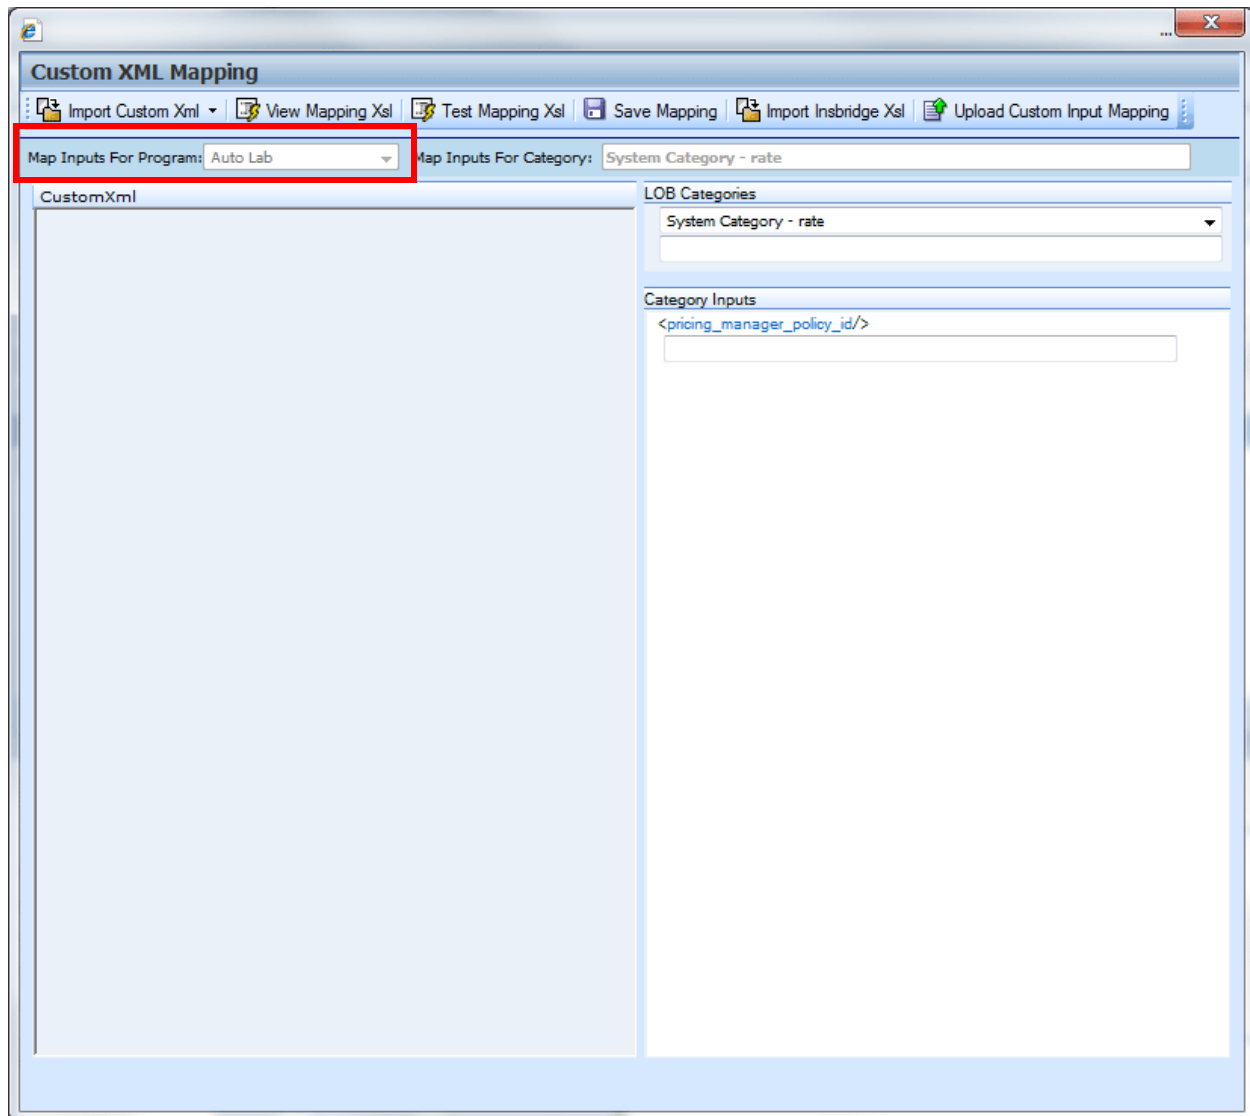 ...
Custom XML Mapping
Import Custom Xml View Mapping Xsl Test Mapping Xsl Save Mapping Import Insbridge Xsl Upload Custom Input Mapping
Map Inputs For Program: Auto Lab Map Inputs For Category: System Category - rate
CustomXml
LOB Categories
System Category - rate
Category Inputs
<pricing_manager_policy_id/>